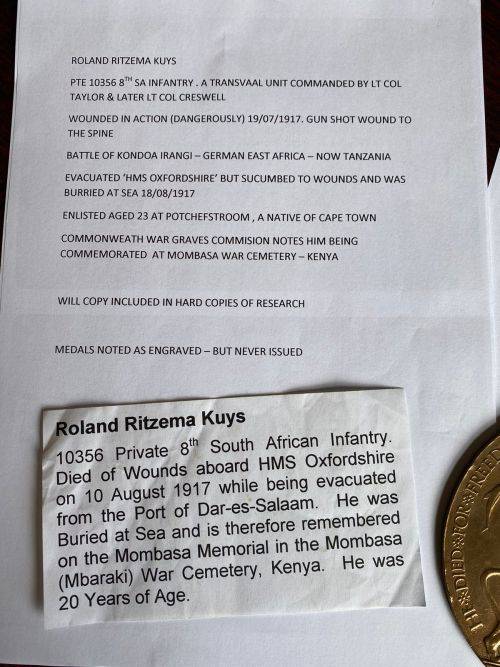 ROLAND RITZEMA KUYS
PTE 10356 8TH SA INFANTRY . A TRANSVAAL UNIT COMMANDED BY LT COL
TAYLOR & LATER LT COL CRESWELL
WOUNDED IN ACTION (DANGEROUSLY) 19/07/1917. GUN SHOT WOUND TO
THE SPINE
BATTLE OF KONDOA IRANGI – GERMAN EAST AFRICA – NOW TANZANIA
EVACUATED 'HMS OXFORDSHIRE' BUT SUCUMBED TO WOUNDS AND WAS
BURRIED AT SEA 18/08/1917
ENLISTED AGED 23 AT POTCHEFSTROOM , A NATIVE OF CAPE TOWN
COMMONWEATH WAR GRAVES COMMISION NOTES HIM BEING
COMMEMORATED AT MOMBASA WAR CEMETERY – KENYA
WILL COPY INCLUDED IN HARD COPIES OF RESEARCH
MEDALS NOTED AS ENGRAVED – BUT NEVER ISSUED
Roland Ritzema Kuys
10356 Private 8th South African Infantry.
Died of Wounds aboard HMS Oxfordshire
on 10 August 1917 while being evacuated
from the Port of Dar-es-Salaam. He was
Buried at Sea and is therefore remembered
on the Mombasa Memorial in the Mombasa
(Mbaraki) War Cemetery, Kenya. He was
20 Years of Age.
HE DIED FOR FREED